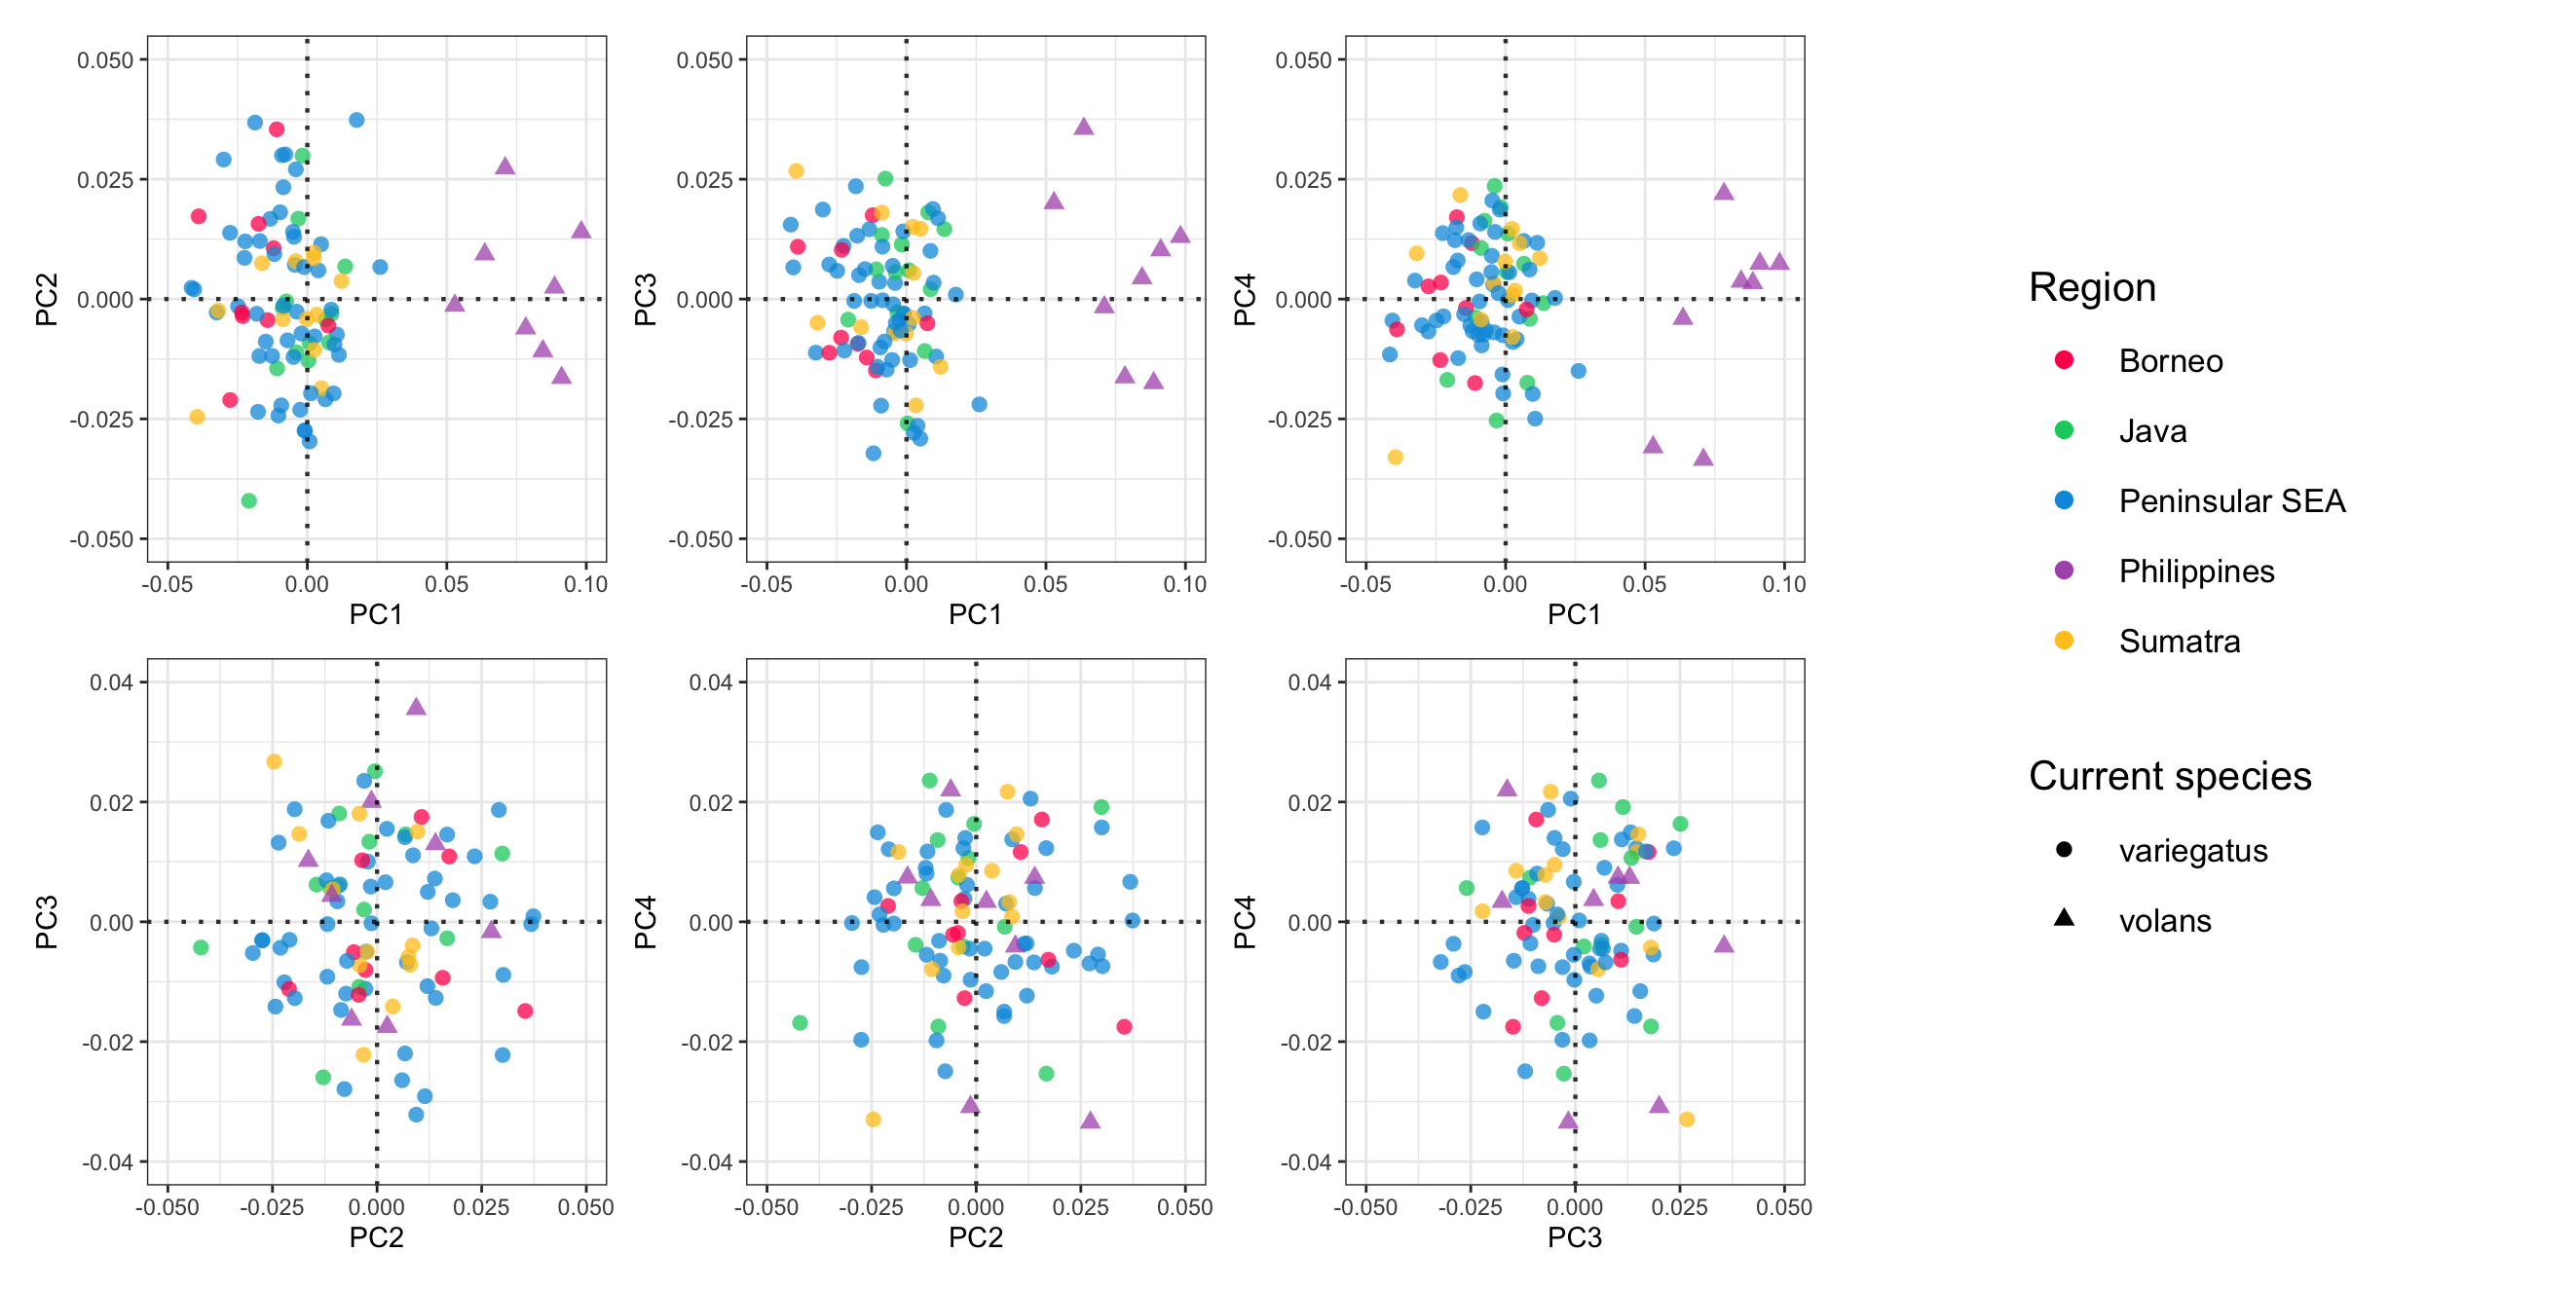 0.050
0.025
0.000
-0.025
-0.050
PC2
-0.05 0.00 0.05 0.10
PC1
0.050
0.025
0.000
-0.025
-0.050
PC3
-0.05 0.00 0.05 0.10
PC1
0.050
0.025
0.000
-0.025
-0.050
PC4
-0.05 0.00 0.05 0.10
PC1
0.04
0.02
0.00
-0.02
-0.04
PC3
-0.050 -0.025 0.000 0.025 0.050
PC2
0.04
0.02
0.00
-0.02
-0.04
PC4
-0.050 -0.025 0.000 0.025 0.050
PC2
0.04
0.02
0.00
-0.02
-0.04
PC4
-0.050 -0.025 0.000 0.025 0.050
PC3
Region
Borneo
Java
Peninsular SEA
Philippines
Sumatra
Current species
variegatus
volans